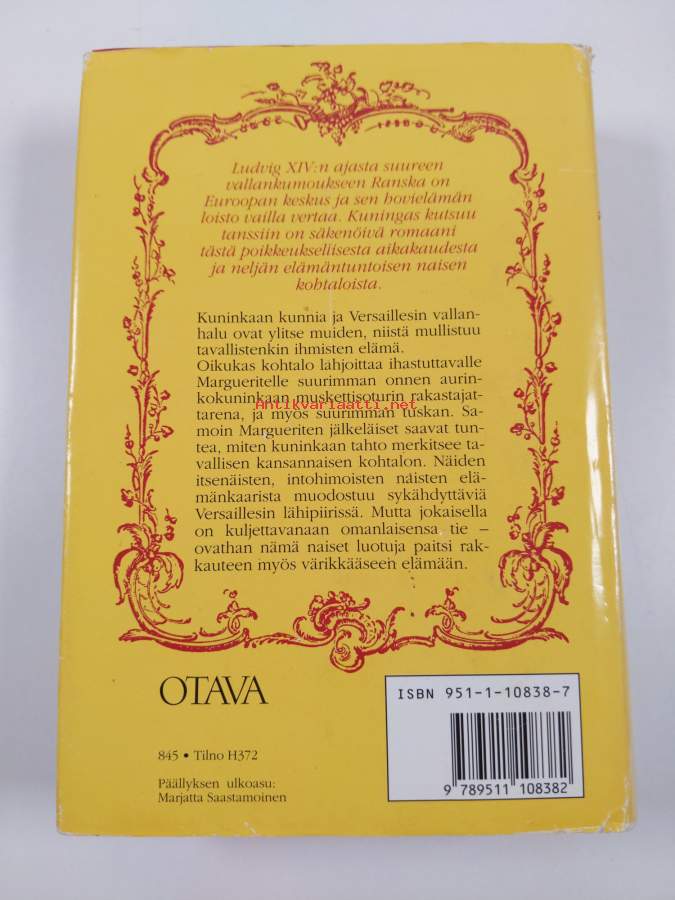 Ludvig XIV:n ajasta suureen
vallankumoukseen Ranska on
Euroopan keskus ja sen hovielämän
loisto vailla vertaa. Kuningas kutsuu
tanssiin on säkenöivä romaani
tästä poikkeuksellisesta aikakaudesta
ja neljän elämäntuntoisen naisen
kohtaloista.
Kuninkaan kunnia ja Versaillesin vallan-
halu ovat ylitse muiden, niistä mullistuu
tavallistenkin ihmisten elämä.
Oikukas kohtalo lahjoittaa ihastuttavalle
Margueritelle suurimman onnen aurin-
kokuninkaan muskettisoturin rakastajat-
Antikvariaatti.net
tarena, ja myös suurimman tuskan. Sa-
moin Margueriten jälkeläiset saavat tun-
tea, miten kuninkaan tahto merkitsee ta-
vallisen kansannaisen kohtalon. Näiden
itsenäisten, intohimoisten naisten elä-
mänkaarista muodostuu sykähdyttäviä
Versaillesin lähipiirissä. Mutta jokaisella
on kuljettavanaan omanlaisensa tie –
ovathan nämä naiset luotuja paitsi rak-
kauteen myös värikkääseen elämään.
OTAVA
ISBN 951-1-10838-7
9 789511 108382
845 • Tilno H372
Päällyksen ulkoasu:
Marjatta Saastamoinen